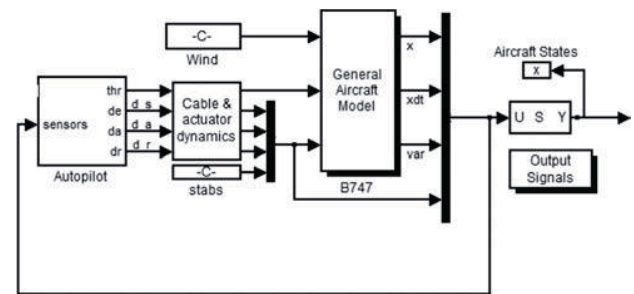 -C-
Wind
x
General
Aircraft
Model
Aircraft States
x
thr
de
da
dr
d s
d a
d r
sensors
Autopilot
Cable &
actuator
dynamics
-C-
stabs
xdt
var
B747
U S Y
Output
Signals